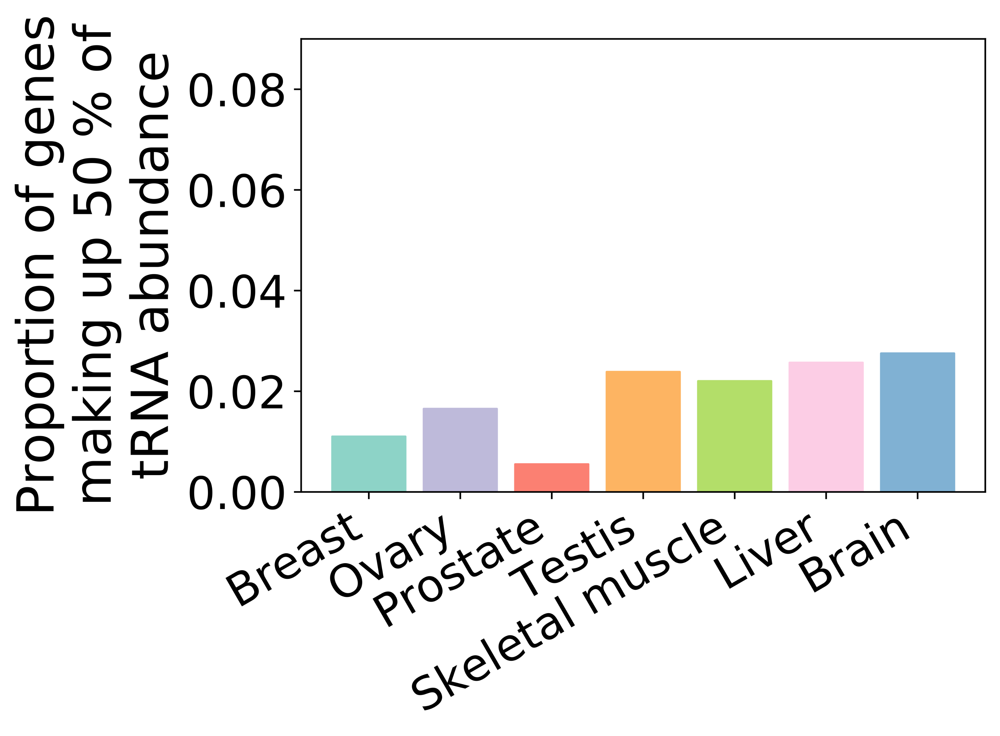 Proportion of genes
making up 50 % of
tRNA abundance
0.08
0.06
0.04
0.02
0.00
Breast
Ovary
Prostate
Testis
Skeletal muscle
Liver
Brain